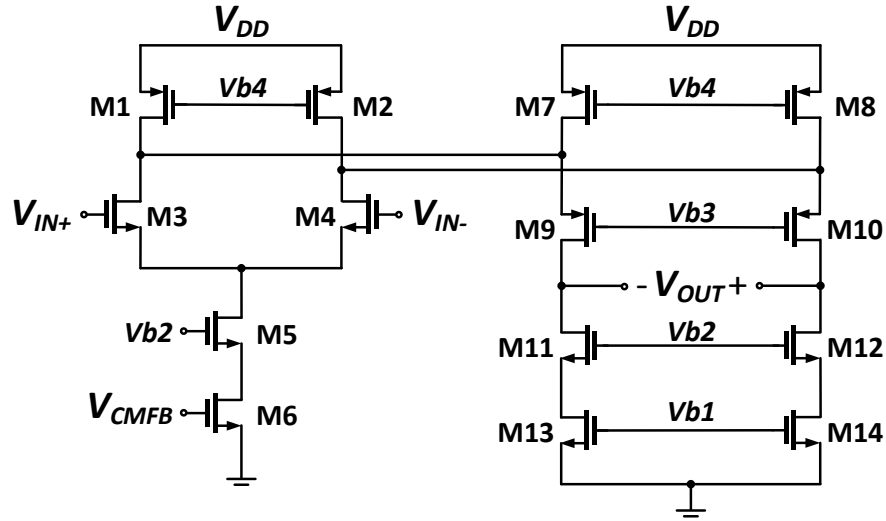 VDD VDD
M1 Vb4 M2 M7 Vb4 M8
VIN+ M3 M4 VIN- M9 Vb3 M10
- VOUT +
Vb2 M5 M11 Vb2 M12
VCMFB M6 M13 Vb1 M14